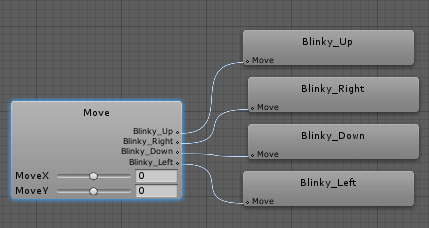 Blinky_Up
Move
Blinky_Right
Move
Blinky_Down
Move
Blinky_Left
Move
Move
Blinky_Up
Blinky_Right
Blinky_Down
Blinky_Left
MoveX 0
MoveY 0